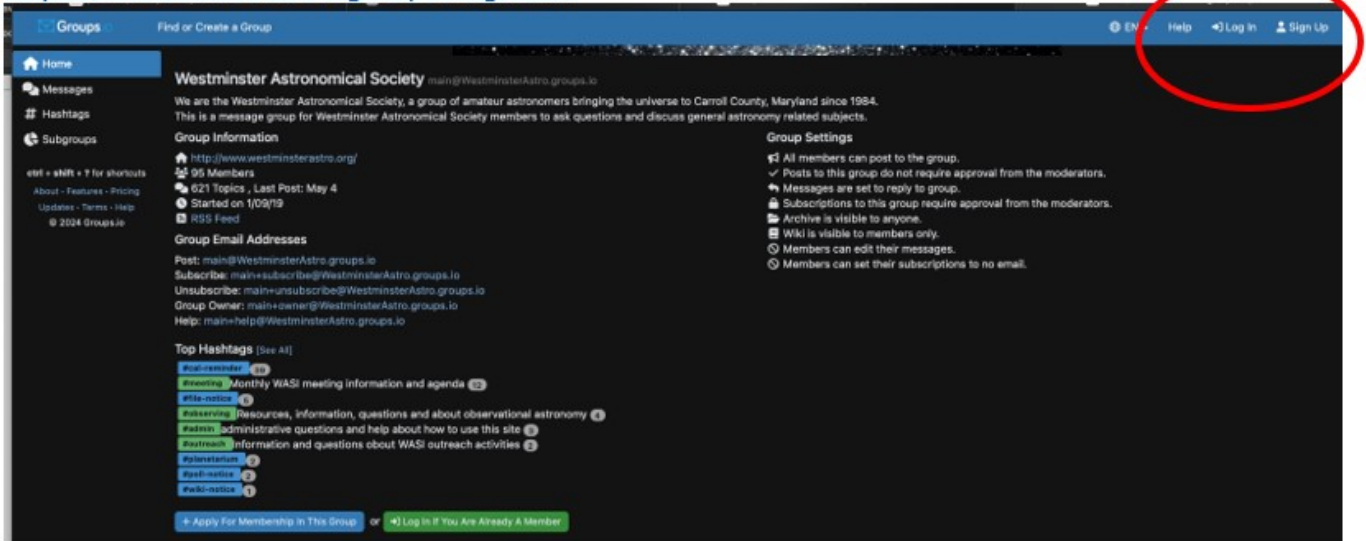 Groups.io
Find or Create a Group
EN
Help
Log In
Sign Up
Home
Messages
Hashtags
Subgroups
ctrl + shift + ? for shortcuts
About - Features - Pricing
Updates - Terms - Help
© 2024 Groups.io
Westminster Astronomical Society main@WestminsterAstro.groups.io
We are the Westminster Astronomical Society, a group of amateur astronomers bringing the universe to Carroll County, Maryland since 1984.
This is a message group for Westminster Astronomical Society members to ask questions and discuss general astronomy related subjects.
Group Information
http://www.westminsterastro.org/
95 Members
621 Topics , Last Post: May 4
Started on 1/09/19
RSS Feed
Group Email Addresses
Post: main@WestminsterAstro.groups.io
Subscribe: main+subscribe@WestminsterAstro.groups.io
Unsubscribe: main+unsubscribe@WestminsterAstro.groups.io
Group Owner: main+owner@WestminsterAstro.groups.io
Help: main+help@WestminsterAstro.groups.io
Group Settings
All members can post to the group.
Posts to this group do not require approval from the moderators.
Messages are set to reply to group.
Subscriptions to this group require approval from the moderators.
Archive is visible to anyone.
Wiki is visible to members only.
Members can edit their messages.
Members can set their subscriptions to no email.
Top Hashtags [See All]
#cal-reminder
#meeting Monthly WASI meeting information and agenda 12
#file-notice 6
#observing Resources, information, questions and about observational astronomy 4
#admin administrative questions and help about how to use this site 3
#outreach Information and questions obout WASI outreach activities 2
#planetarium 2
#poll-notice 2
#wiki-notice 1
+ Apply For Membership In This Group or Log In If You Are Already A Member